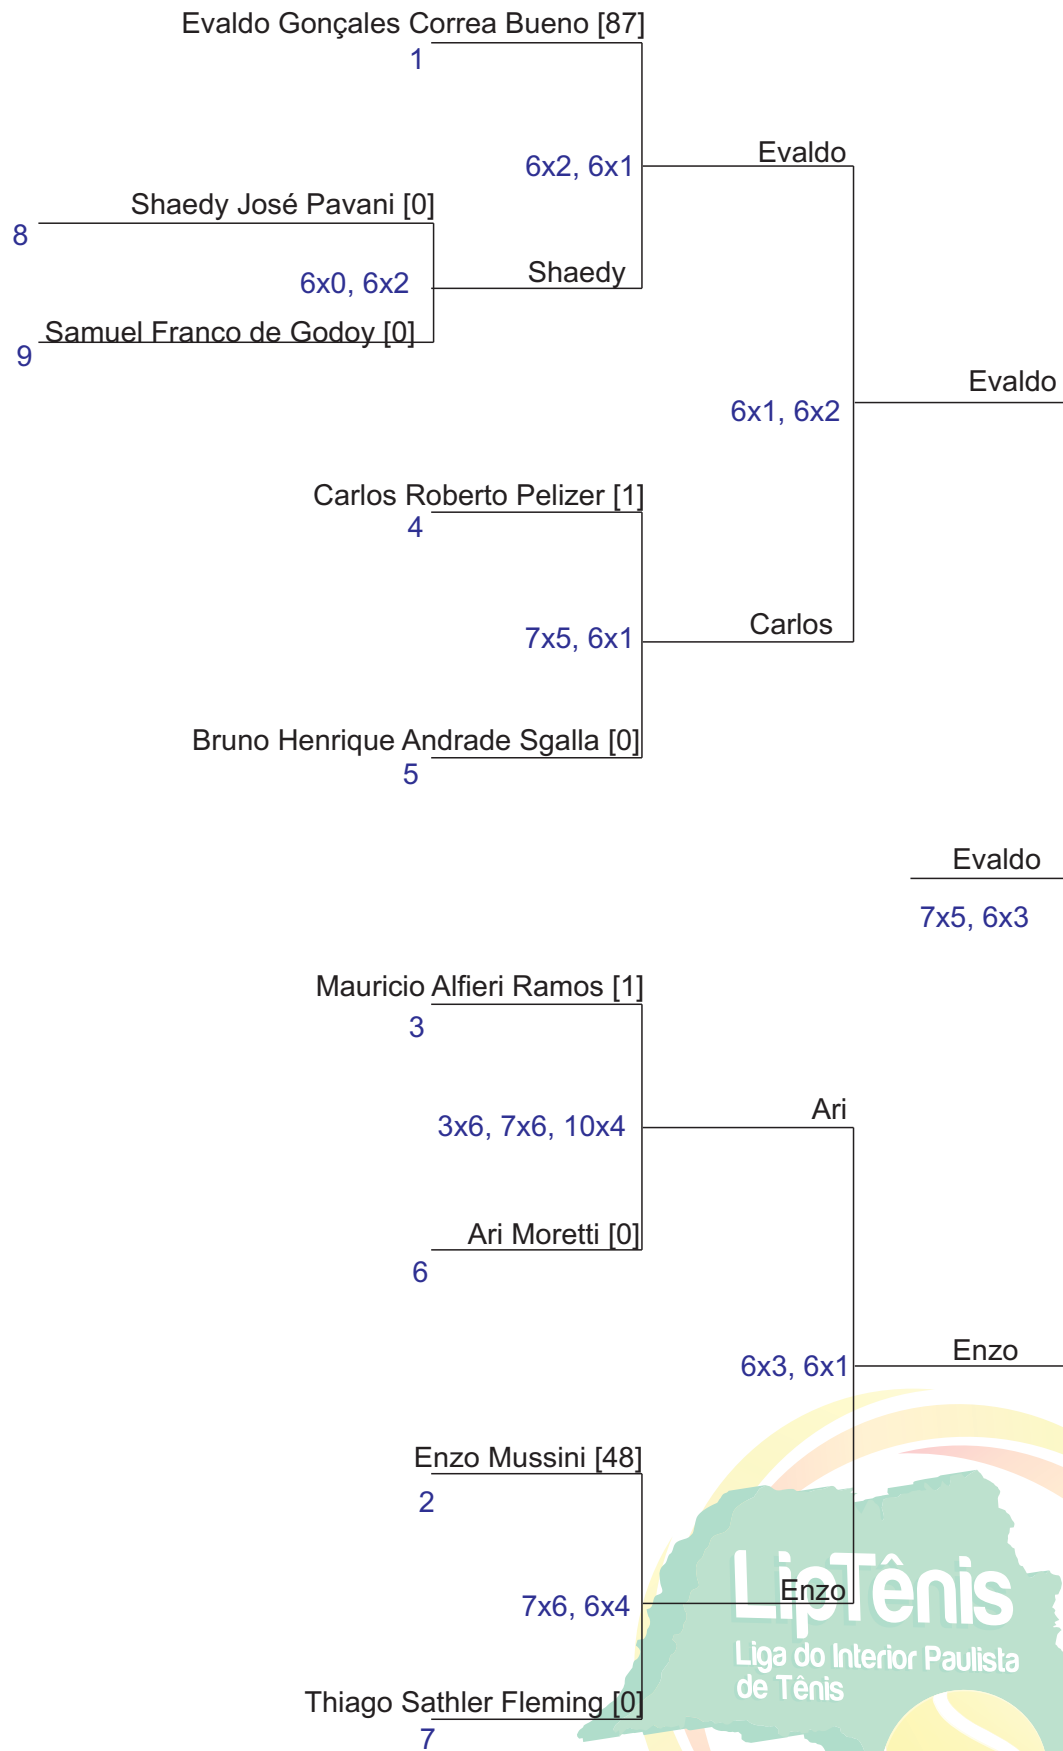 Evaldo Gonçales Correa Bueno [87]
1
6x2, 6x1
Evaldo
Shaedy José Pavani [0]
8
6x0, 6x2
Shaedy
Samuel Franco de Godoy [0]
9
Evaldo
6x1, 6x2
Carlos Roberto Pelizer [1]
4
7x5, 6x1
Carlos
Bruno Henrique Andrade Sgalla [0]
5
Evaldo
7x5, 6x3
Mauricio Alfieri Ramos [1]
3
3x6, 7x6, 10x4
Ari
Ari Moretti [0]
6
6x3, 6x1
Enzo
Enzo Mussini [48]
2
7x6, 6x4
Enzo
LipTênis
Liga do Interior Paulista
de Tênis
Thiago Sathler Fleming [0]
7